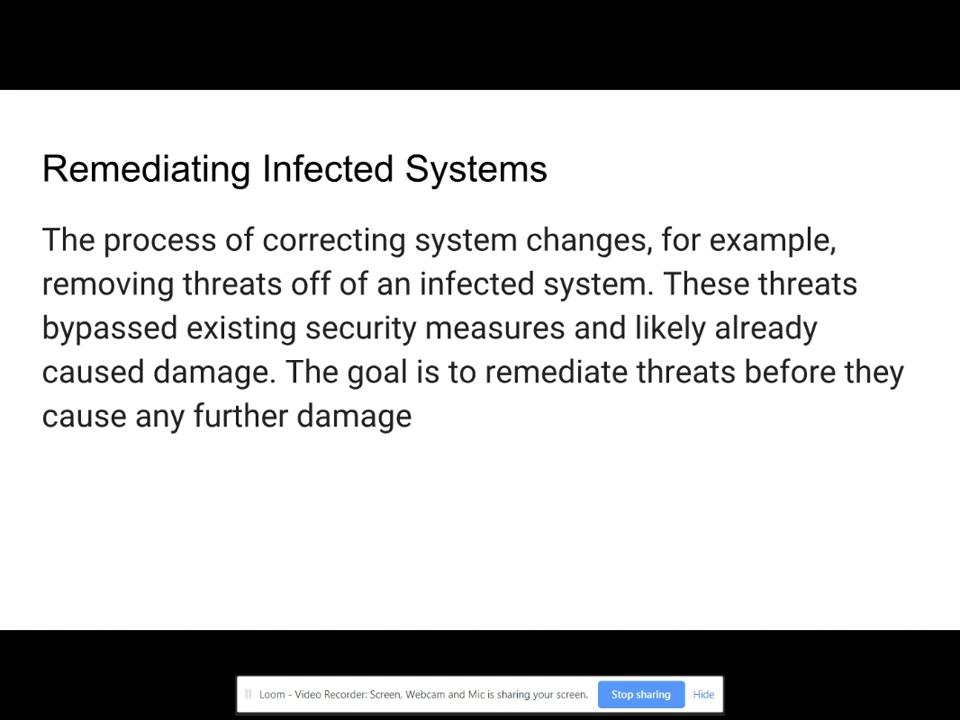 Remediating Infected Systems
The process of correcting system changes, for example,
removing threats off of an infected system. These threats
bypassed existing security measures and likely already
caused damage. The goal is to remediate threats before they
cause any further damage
Loom - Video Recorder: Screen, Webcam and Mic is sharing your screen. Stop sharing Hide